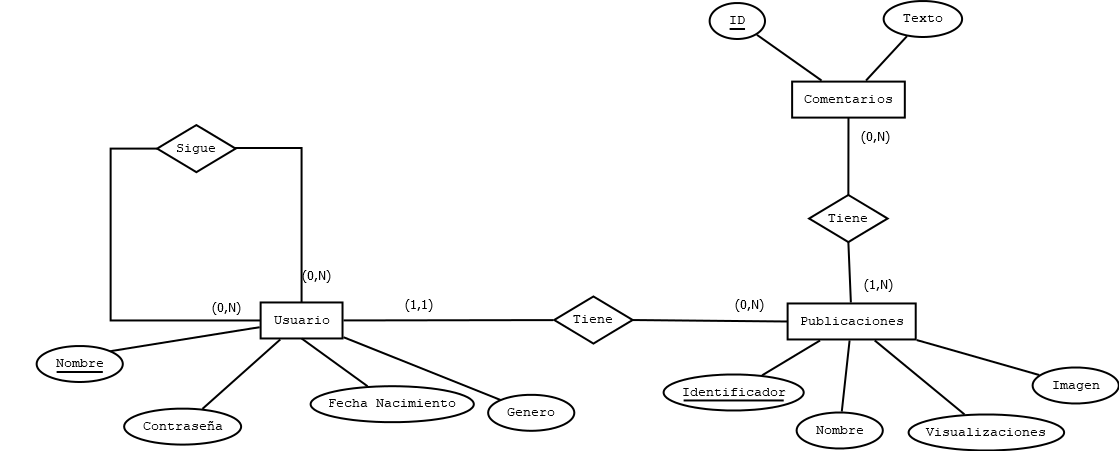 ID
Texto
Comentarios
(0,N)
Sigue
Tiene
(0,N)
(1,N)
(0,N)
Usuario
(1,1)
Tiene
(0,N)
Publicaciones
Nombre
Contraseña
Fecha Nacimiento
Genero
Identificador
Nombre
Visualizaciones
Imagen